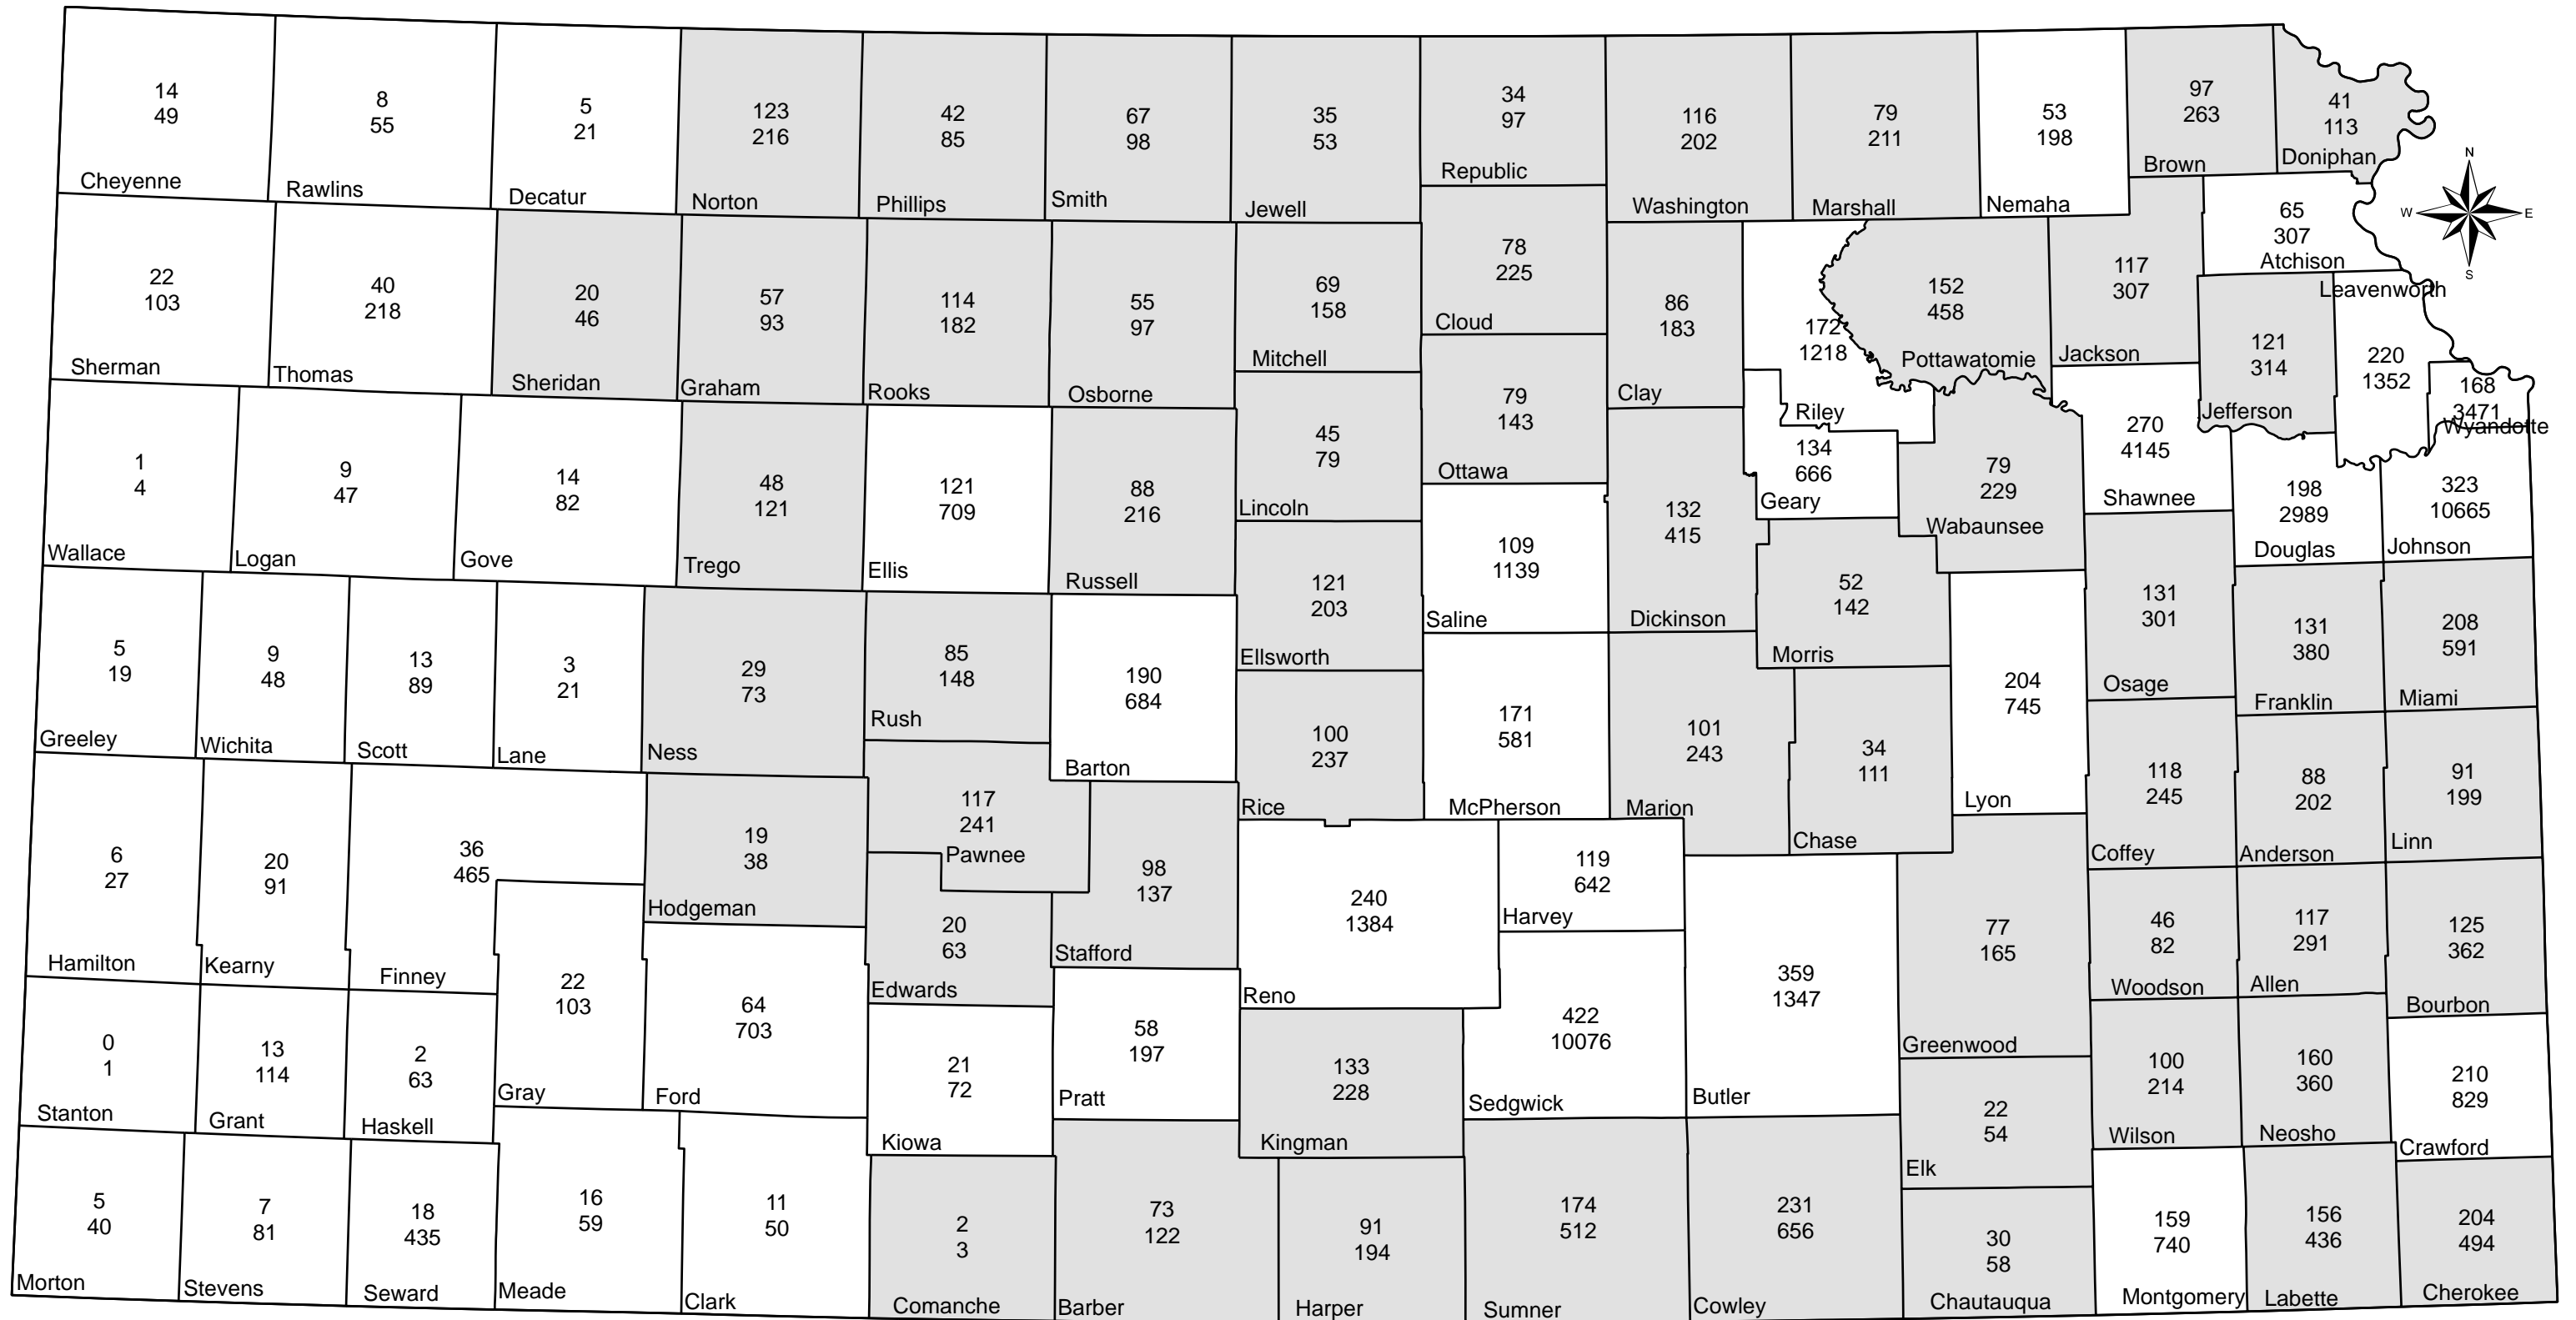 14
49
Cheyenne
8
55
Rawlins
5
21
Decatur
123
216
Norton
42
85
Phillips
67
98
Smith
35
53
Jewell
34
97
Republic
116
202
Washington
79
211
Marshall
53
198
Nemaha
97
263
Brown
41
113
Doniphan
N
W
E
S
22
103
Sherman
40
218
Thomas
20
46
Sheridan
57
93
Graham
114
182
Rooks
55
97
Osborne
69
158
Mitchell
78
225
Cloud
86
183
Clay
172
1218
Riley
152
458
Pottawatomie
117
307
Jackson
65
307
Atchison
121
314
Jefferson
Leavenworth
220
1352
168
3471
Wyandotte
1
4
Wallace
9
47
Logan
14
82
Gove
48
121
Trego
121
709
Ellis
88
216
Russell
45
79
Lincoln
79
143
Ottawa
109
1139
Saline
132
415
Dickinson
134
666
Geary
79
229
Wabaunsee
270
4145
Shawnee
198
2989
Douglas
323
10665
Johnson
5
19
Greeley
9
48
Wichita
13
89
Scott
3
21
Lane
29
73
Ness
85
148
Rush
190
684
Barton
121
203
Ellsworth
100
237
Rice
171
581
McPherson
101
243
Marion
52
142
Morris
34
111
Chase
204
745
Lyon
131
301
Osage
131
380
Franklin
208
591
Miami
118
245
Coffey
88
202
Anderson
91
199
Linn
6
27
Hamilton
20
91
Kearny
36
465
Finney
19
38
Hodgeman
117
241
Pawnee
20
63
Edwards
98
137
Stafford
240
1384
Reno
119
642
Harvey
422
10076
Sedgwick
359
1347
Butler
77
165
Greenwood
46
82
Woodson
117
291
Allen
125
362
Bourbon
0
1
Stanton
13
114
Grant
2
63
Haskell
22
103
Gray
64
703
Ford
21
72
Kiowa
58
197
Pratt
133
228
Kingman
22
54
Elk
100
214
Wilson
160
360
Neosho
210
829
Crawford
5
40
Morton
7
81
Stevens
18
435
Seward
16
59
Meade
11
50
Clark
2
3
Comanche
73
122
Barber
91
194
Harper
174
512
Sumner
231
656
Cowley
30
58
Chautauqua
159
740
Montgomery
156
436
Labette
204
494
Cherokee